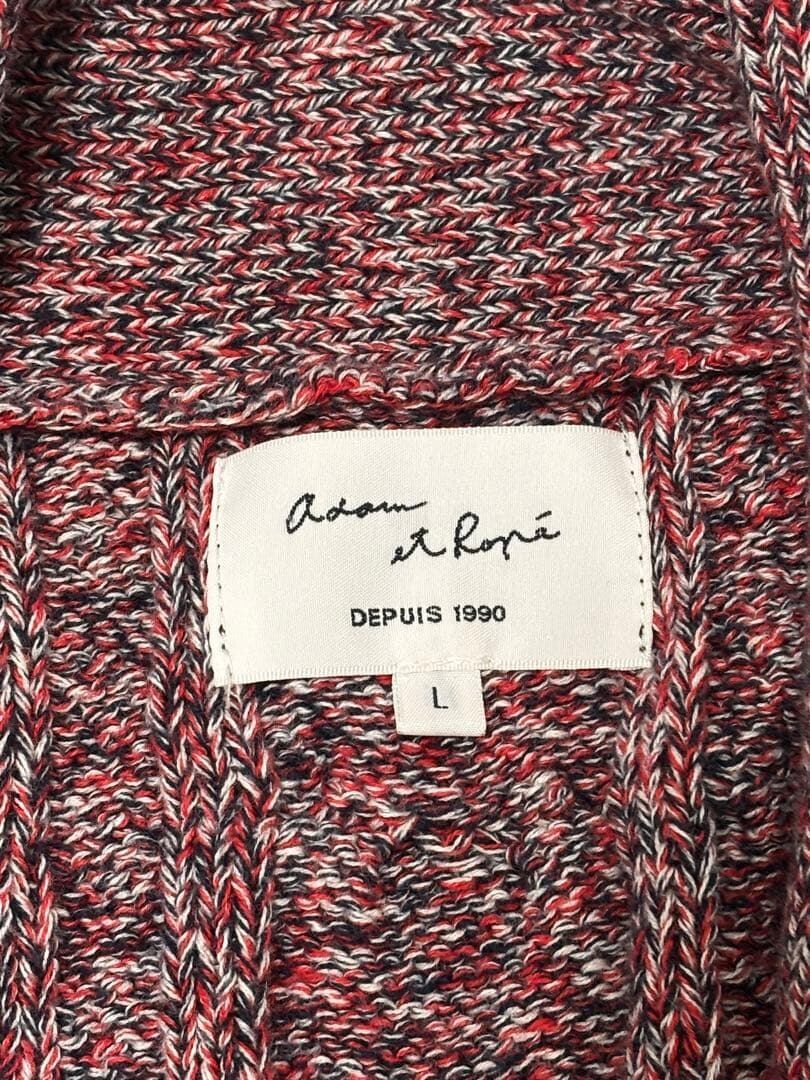 adam
et Ropé
DEPUIS 1990
L